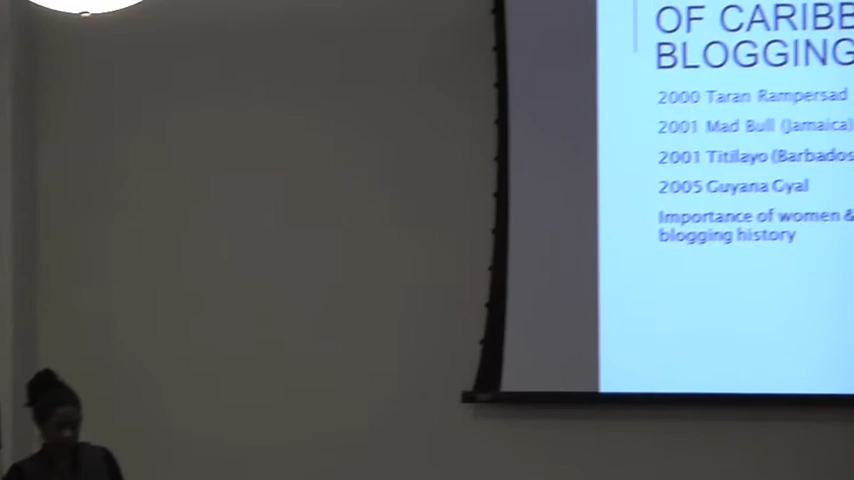 OF CARIBB
BLOGGING
2000 Taran Rampersad
2001 Mad Bull (Jamaica)
2001 Titilayo (Barbados
2005 Guyana Gyal
Importance of women &
blogging history